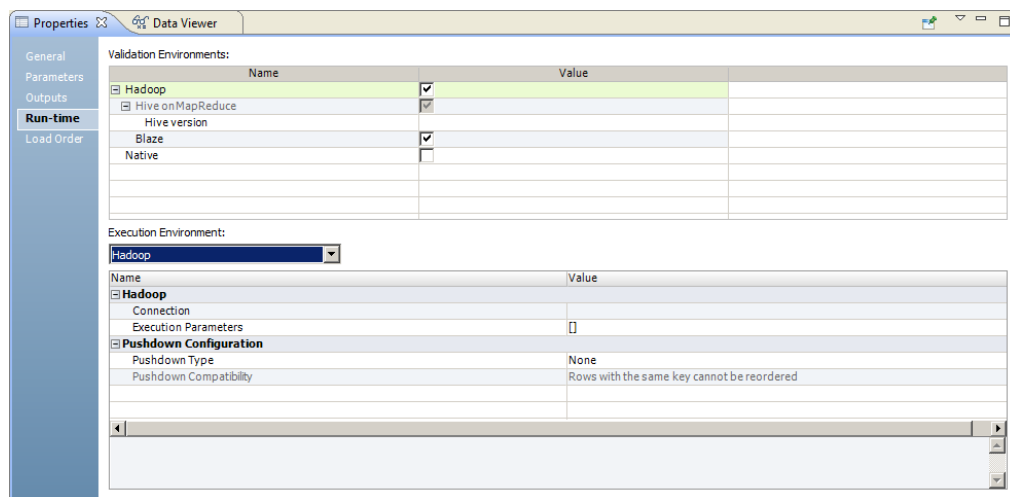 Properties Data Viewer
General
Parameters
Outputs
Run-time
Load Order
Validation Environments:
Name Value
Hadoop
Hive on MapReduce
Hive version
Blaze
Native
Execution Environment:
Hadoop
Name Value
Hadoop
Connection
Execution Parameters []
Pushdown Configuration
Pushdown Type None
Pushdown Compatibility Rows with the same key cannot be reordered